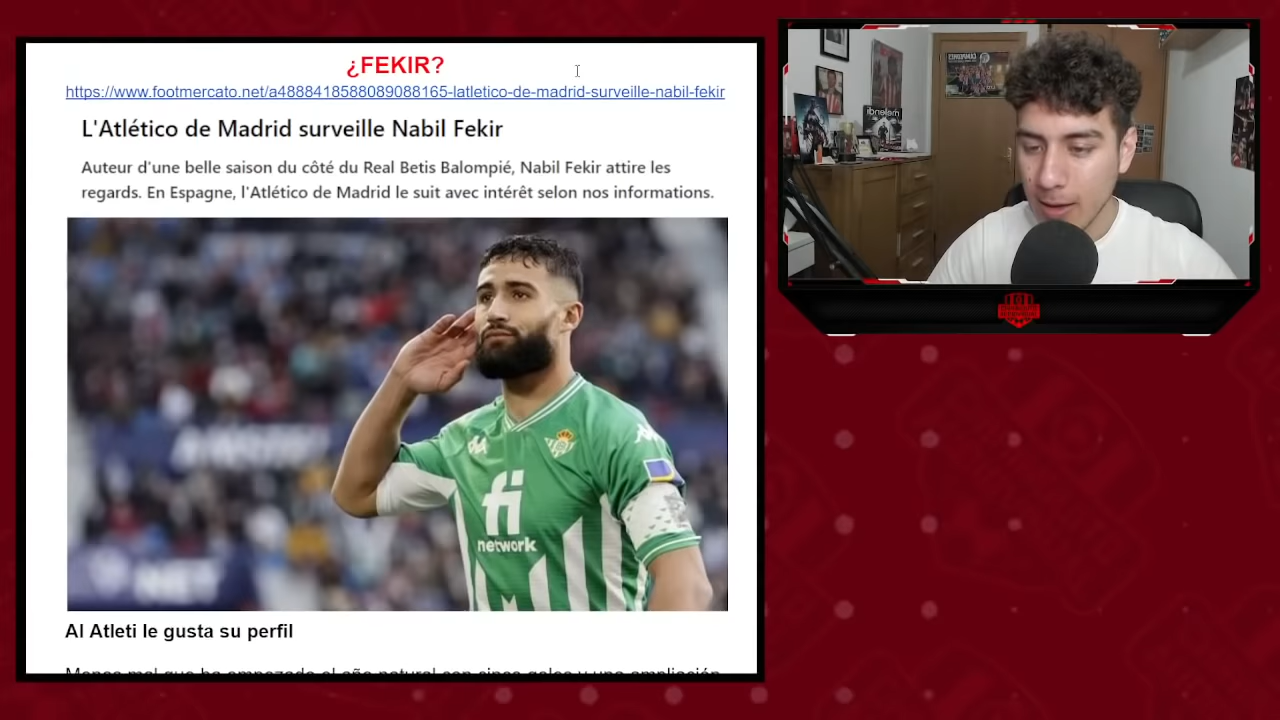 ¿FEKIR?
https://www.footmercato.net/a4888418588089088165-latletico-de-madrid-surveille-nabil-fekir
L'Atlético de Madrid surveille Nabil Fekir
Auteur d'une belle saison du côté du Real Betis Balompié, Nabil Fekir attire les
regards. En Espagne, l'Atlético de Madrid le suit avec intérêt selon nos informations.
fi
network
Al Atleti le gusta su perfil